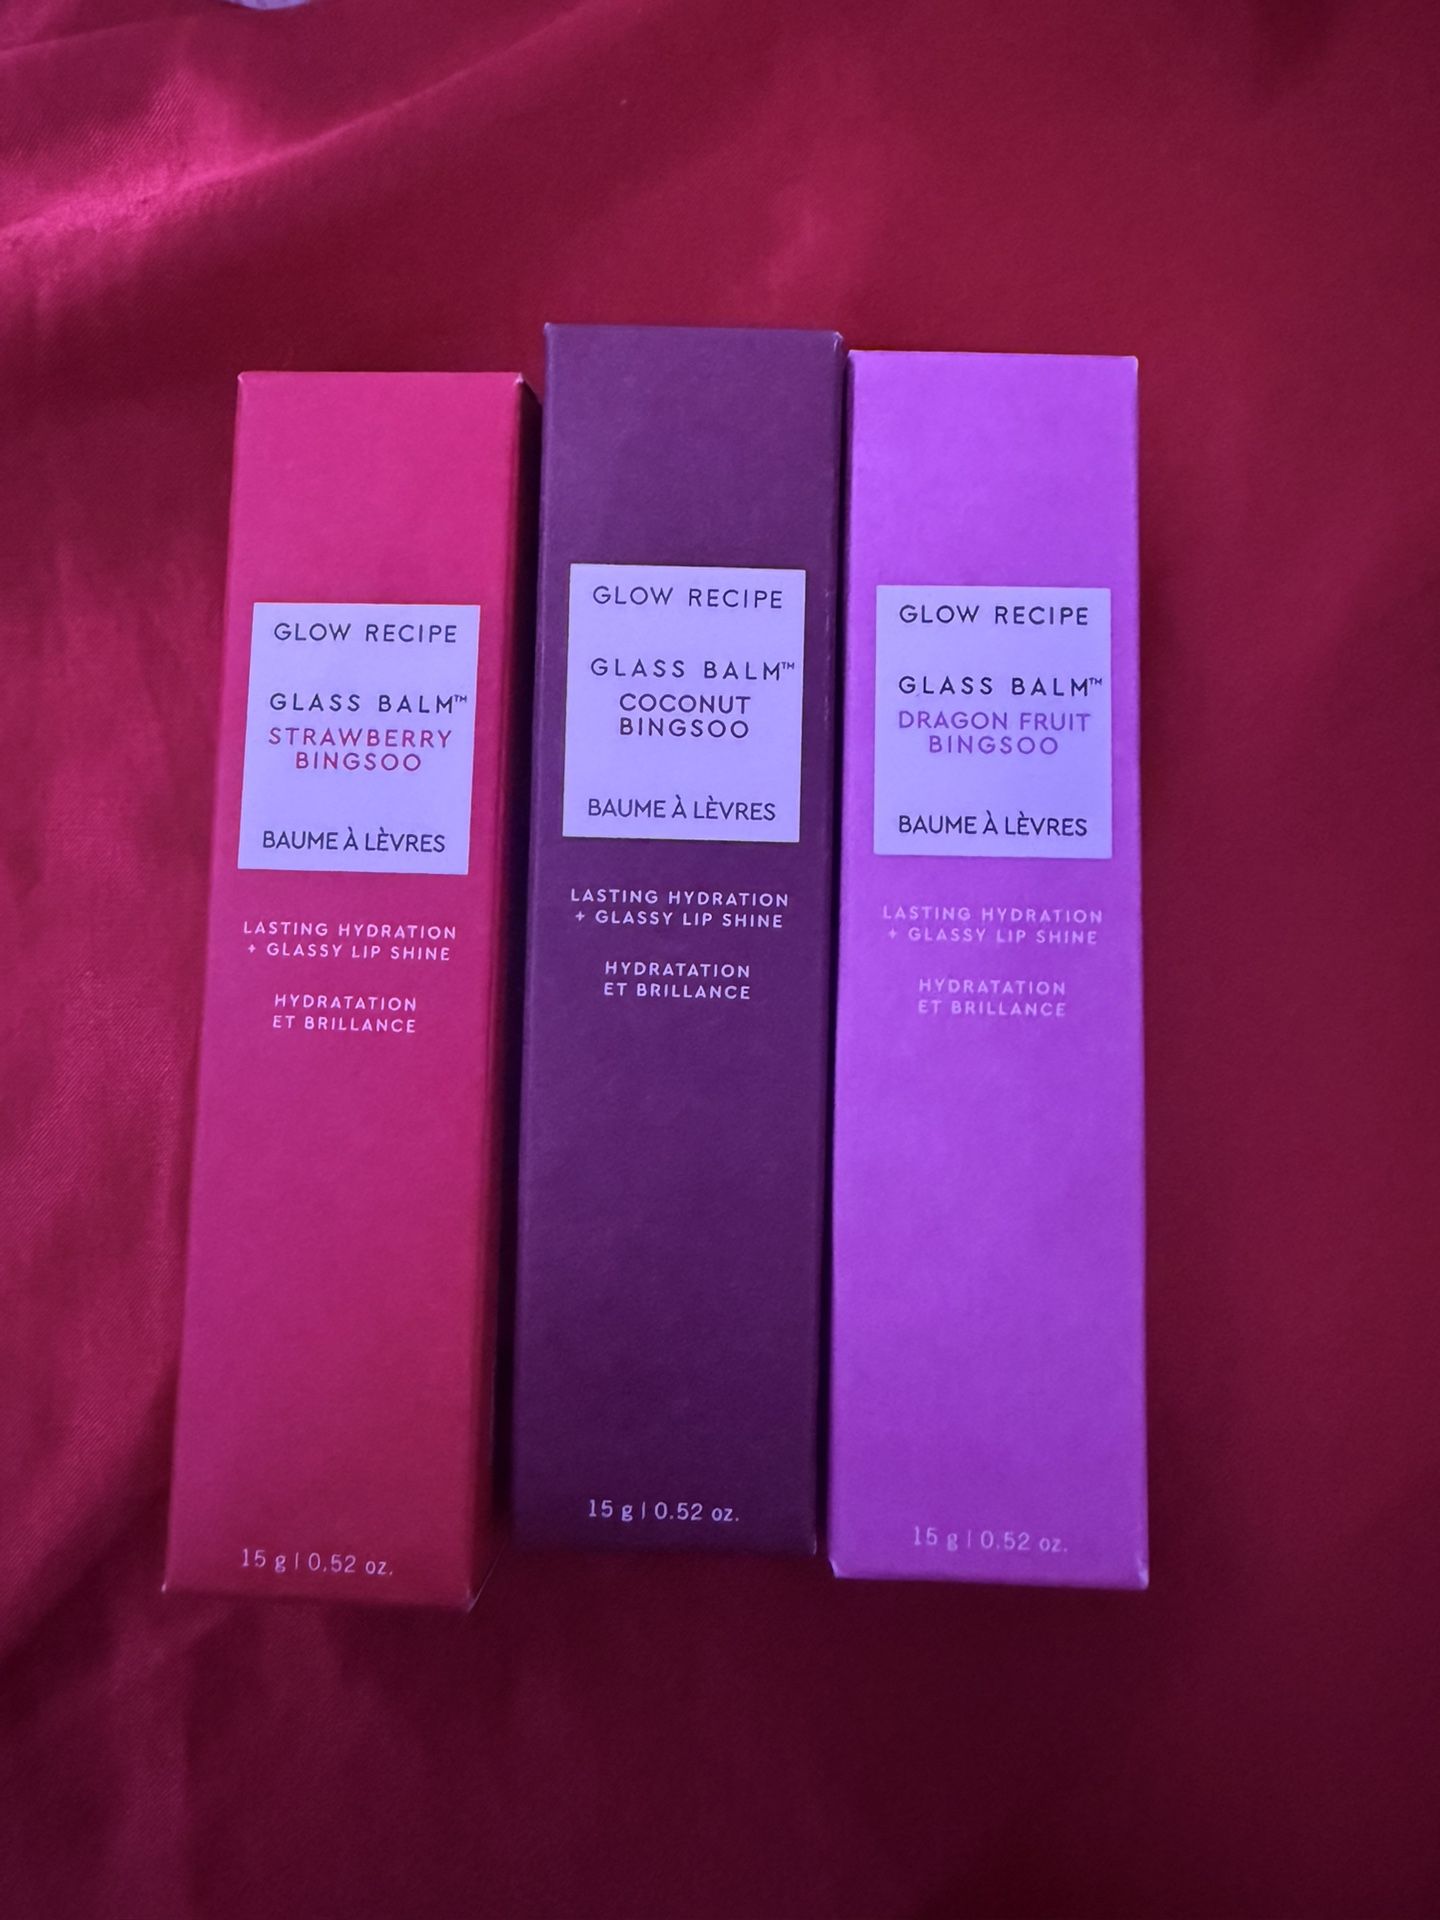 GLOW RECIPE
GLASS BALM™
STRAWBERRY
BINGSOO
BAUME À LÈVRES
LASTING HYDRATION
+ GLASSY LIP SHINE
HYDRATATION
ET BRILLANCE
15 g | 0.52 oz.
GLOW RECIPE
GLASS BALM™
COCONUT
BINGSOO
BAUME À LÈVRES
LASTING HYDRATION
+ GLASSY LIP SHINE
HYDRATATION
ET BRILLANCE
15 g | 0.52 oz.
GLOW RECIPE
GLASS BALM™
DRAGON FRUIT
BINGSOO
BAUME À LÈVRES
LASTING HYDRATION
+ GLASSY LIP SHINE
HYDRATATION
ET BRILLANCE
15 g | 0.52 oz.